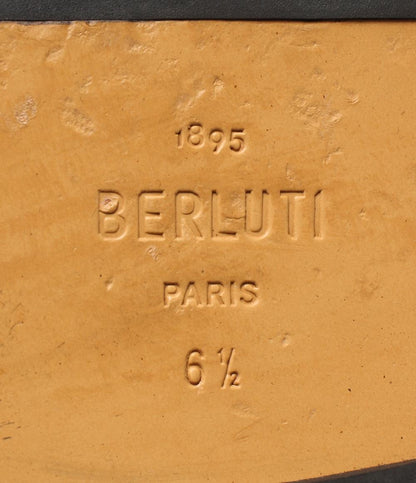 1895
BERLUTI
PARIS
6 ½